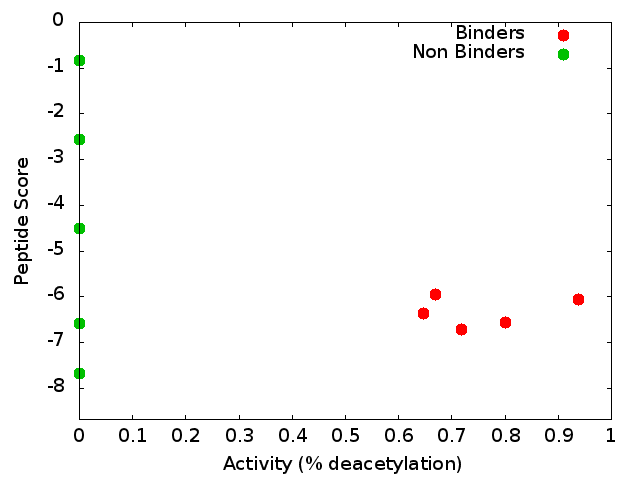 0
Binders
Non Binders
-1
-2
-3
-4
-5
-6
-7
-8
Peptide Score
0 0.1 0.2 0.3 0.4 0.5 0.6 0.7 0.8 0.9 1
Activity (% deacetylation)